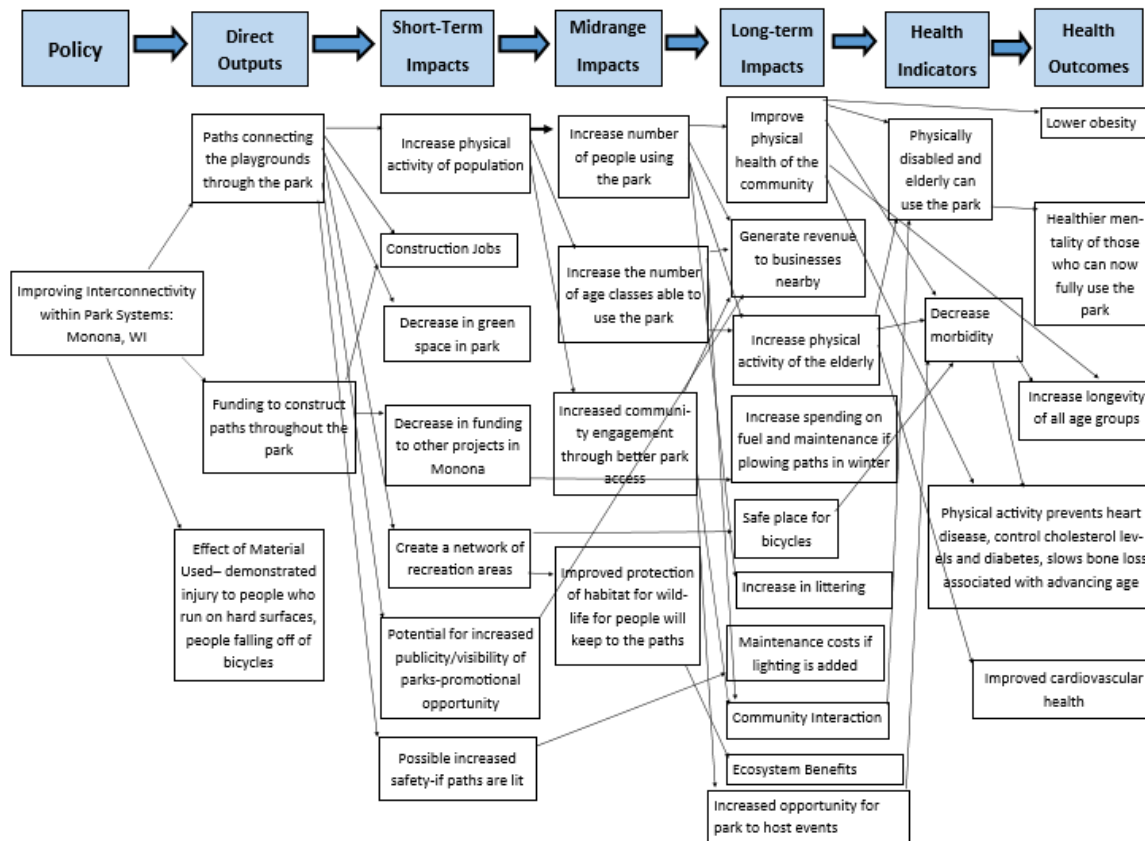 Policy
Direct
Outputs
Short-Term
Impacts
Midrange
Impacts
Long-term
Impacts
Health
Indicators
Health
Outcomes
Paths connecting
the playgrounds
through the park
Increase physical
activity of population
Increase number
of people using
the park
Improve
physical
health of the
community
Physically
disabled and
elderly can
use the park
Lower obesity
Construction Jobs
Generate revenue
to businesses
nearby
Healthier men-
tality of those
who can now
fully use the
park
Improving Interconnectivity
within Park Systems:
Monona, WI
Increase the number
of age classes able to
use the park
Decrease in green
space in park
Increase physical
activity of the elderly
Decrease
morbidity
Funding to construct
paths throughout the
park
Decrease in funding
to other projects in
Monona
Increased communi-
ty engagement
through better park
access
Increase spending on
fuel and maintenance if
plowing paths in winter
Increase longevity
of all age groups
Effect of Material
Used– demonstrated
injury to people who
run on hard surfaces,
people falling off of
bicycles
Create a network of
recreation areas
Improved protection
of habitat for wild-
life for people will
keep to the paths
Safe place for
bicycles
Physical activity prevents heart
disease, control cholesterol lev-
els and diabetes, slows bone loss
associated with advancing age
Increase in littering
Potential for increased
publicity/visibility of
parks-promotional
opportunity
Maintenance costs if
lighting is added
Improved cardiovascular
health
Community Interaction
Possible increased
safety-if paths are lit
Ecosystem Benefits
Increased opportunity for
park to host events